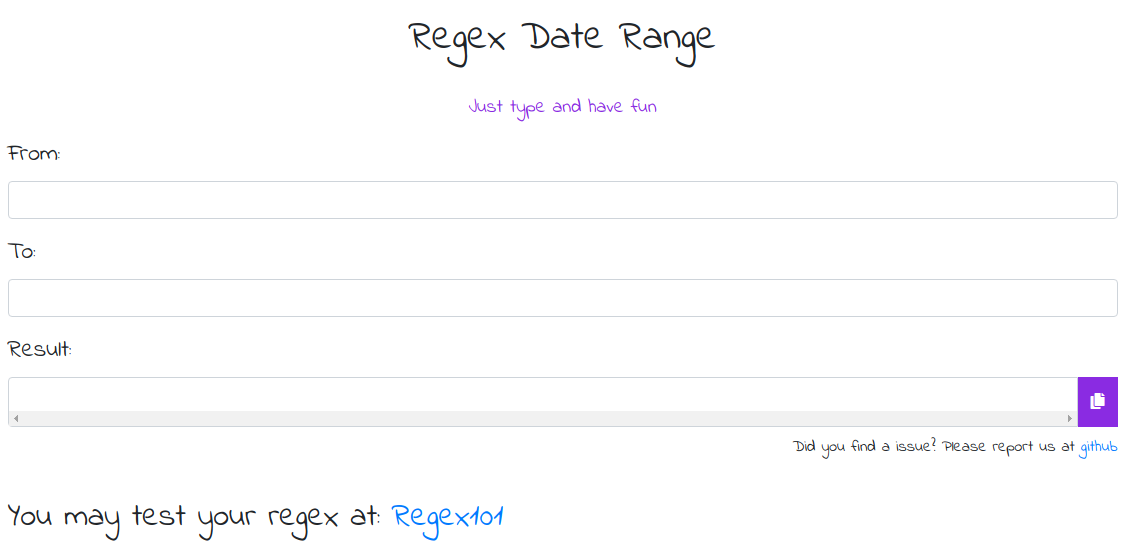 Regex Date Range
Just type and have fun
From:
To:
Result:
Did you find a issue? Please report us at github
You may test your regex at: Regex101